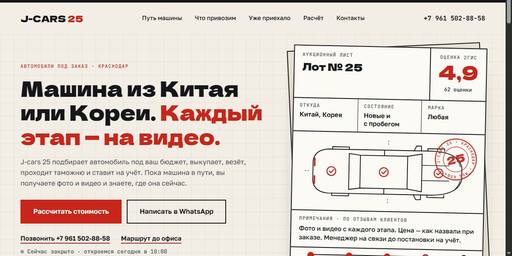 J-CARS 25
Путь машины
Что привозим
Уже приехало
Расчёт
Контакты
+7 961 502-88-58
АВТОМОБИЛИ ПОД ЗАКАЗ · КРАСНОДАР
Машина из Китая
или Кореи. Каждый
этап — на видео.
J-cars 25 подбирает автомобиль под ваш бюджет, выкупает, везёт,
проходит таможню и ставит на учёт. Пока машина в пути, вы
получаете фото и видео и знаете, где она сейчас.
Рассчитать стоимость
Написать в WhatsApp
Позвонить +7 961 502-88-58
Маршрут до офиса
Сейчас закрыто · откроемся сегодня в 10:00
АУКЦИОННЫЙ ЛИСТ
Лот № 25
ОЦЕНКА 2ГИС
4,9
62 оценки
ОТКУДА
Китай, Корея
СОСТОЯНИЕ
Новые и
с пробегом
МАРКА
Любая
25
ПРИМЕЧАНИЯ · ПО ОТЗЫВАМ КЛИЕНТОВ
Фото и видео с каждого этапа. Цена — как назвали при
заказе. Менеджер на связи до постановки на учёт.